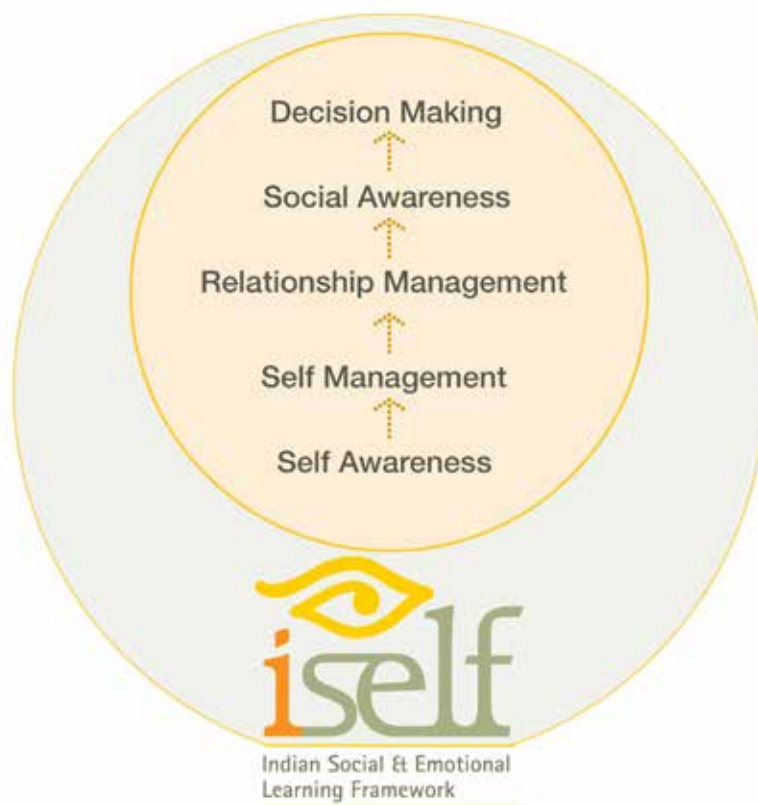 Decision Making
Social Awareness
Relationship Management
Self Management
Self Awareness
iself
Indian Social & Emotional
Learning Framework